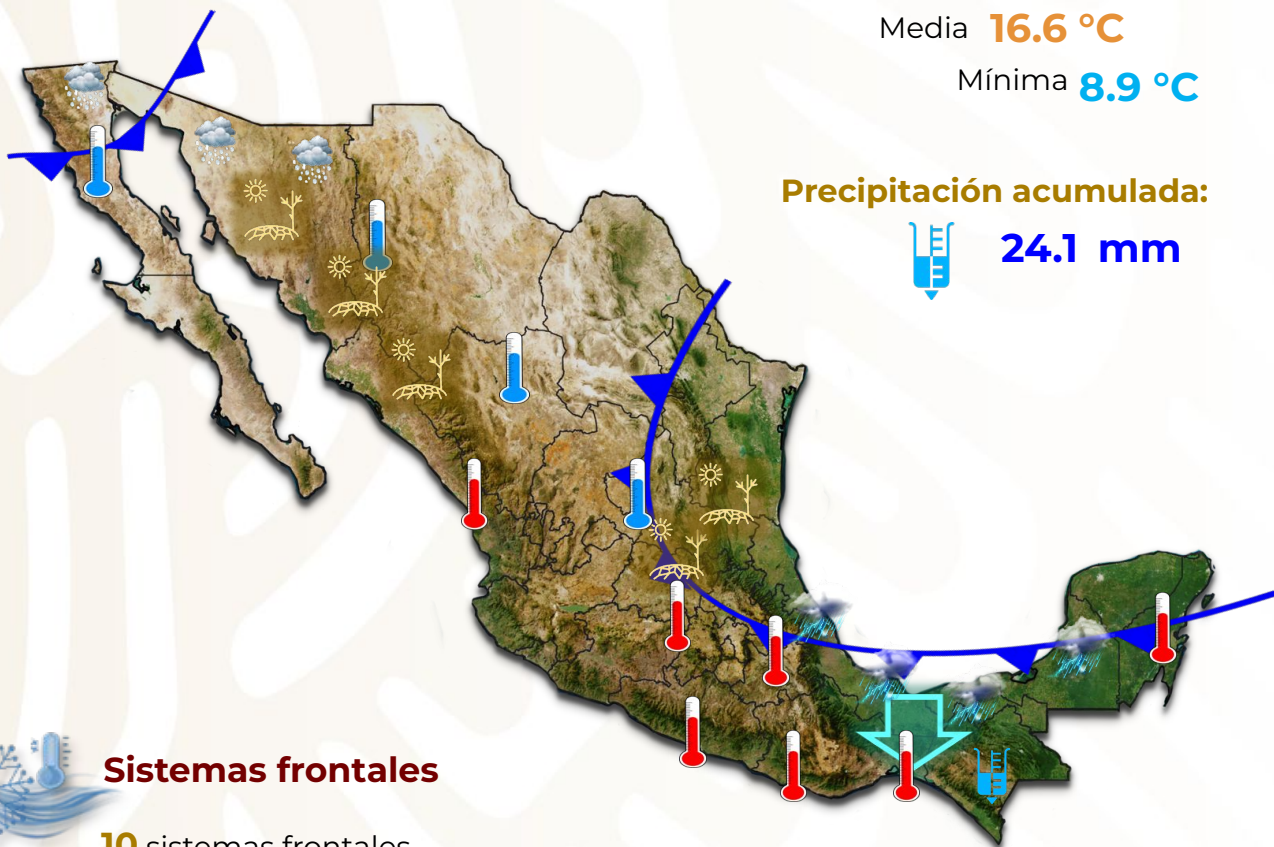 Media 16.6 °C
Mínima 8.9 °C
Precipitación acumulada:
24.1 mm
Sistemas frontales
10 sistemas frontales